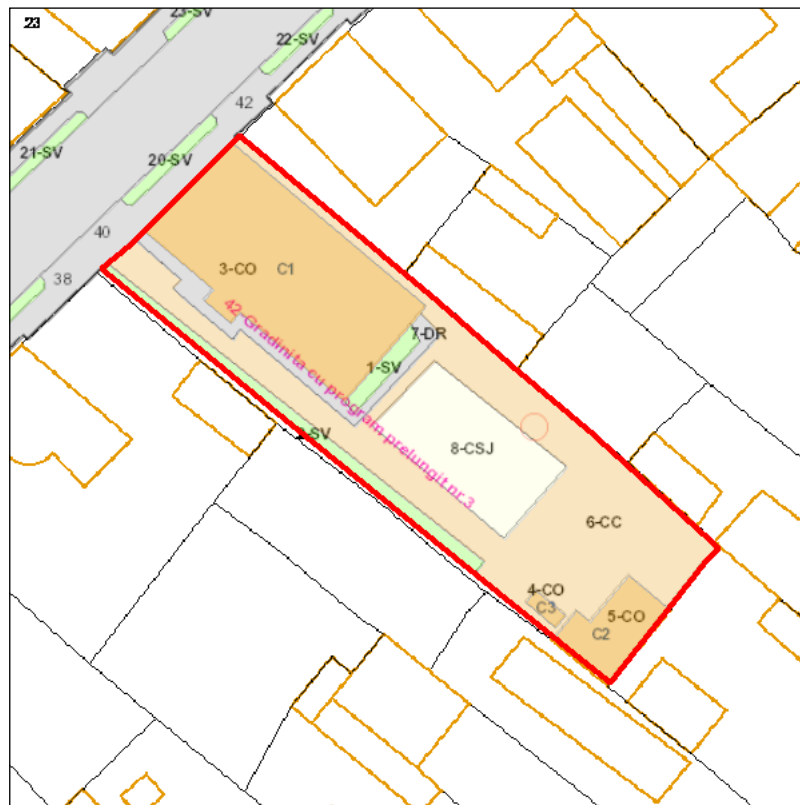 23
23-SV
22-SV
42
21-SV
20-SV
40
38
3-CO C1
7-DR
1-SV
42 Gradinita cu program prelungit nr.3
2-SV
8-CSJ
6-CC
4-CO
C3
5-CO
C2